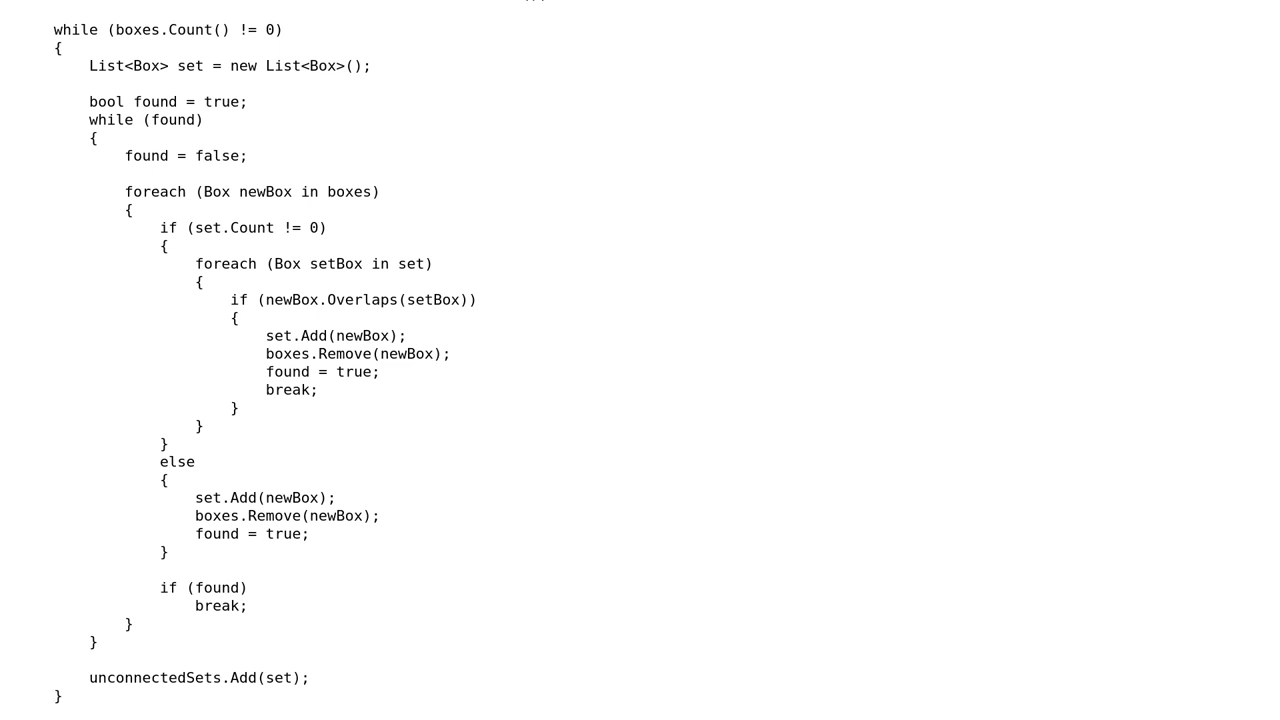 while (boxes.Count() != 0)
{
List<Box> set = new List<Box>();
bool found = true;
while (found)
{
found = false;
foreach (Box newBox in boxes)
{
if (set.Count != 0)
{
foreach (Box setBox in set)
{
if (newBox.Overlaps(setBox))
{
set.Add(newBox);
boxes.Remove(newBox);
found = true;
break;
}
}
}
else
{
set.Add(newBox);
boxes.Remove(newBox);
found = true;
}
if (found)
break;
}
}
unconnectedSets.Add(set);
}